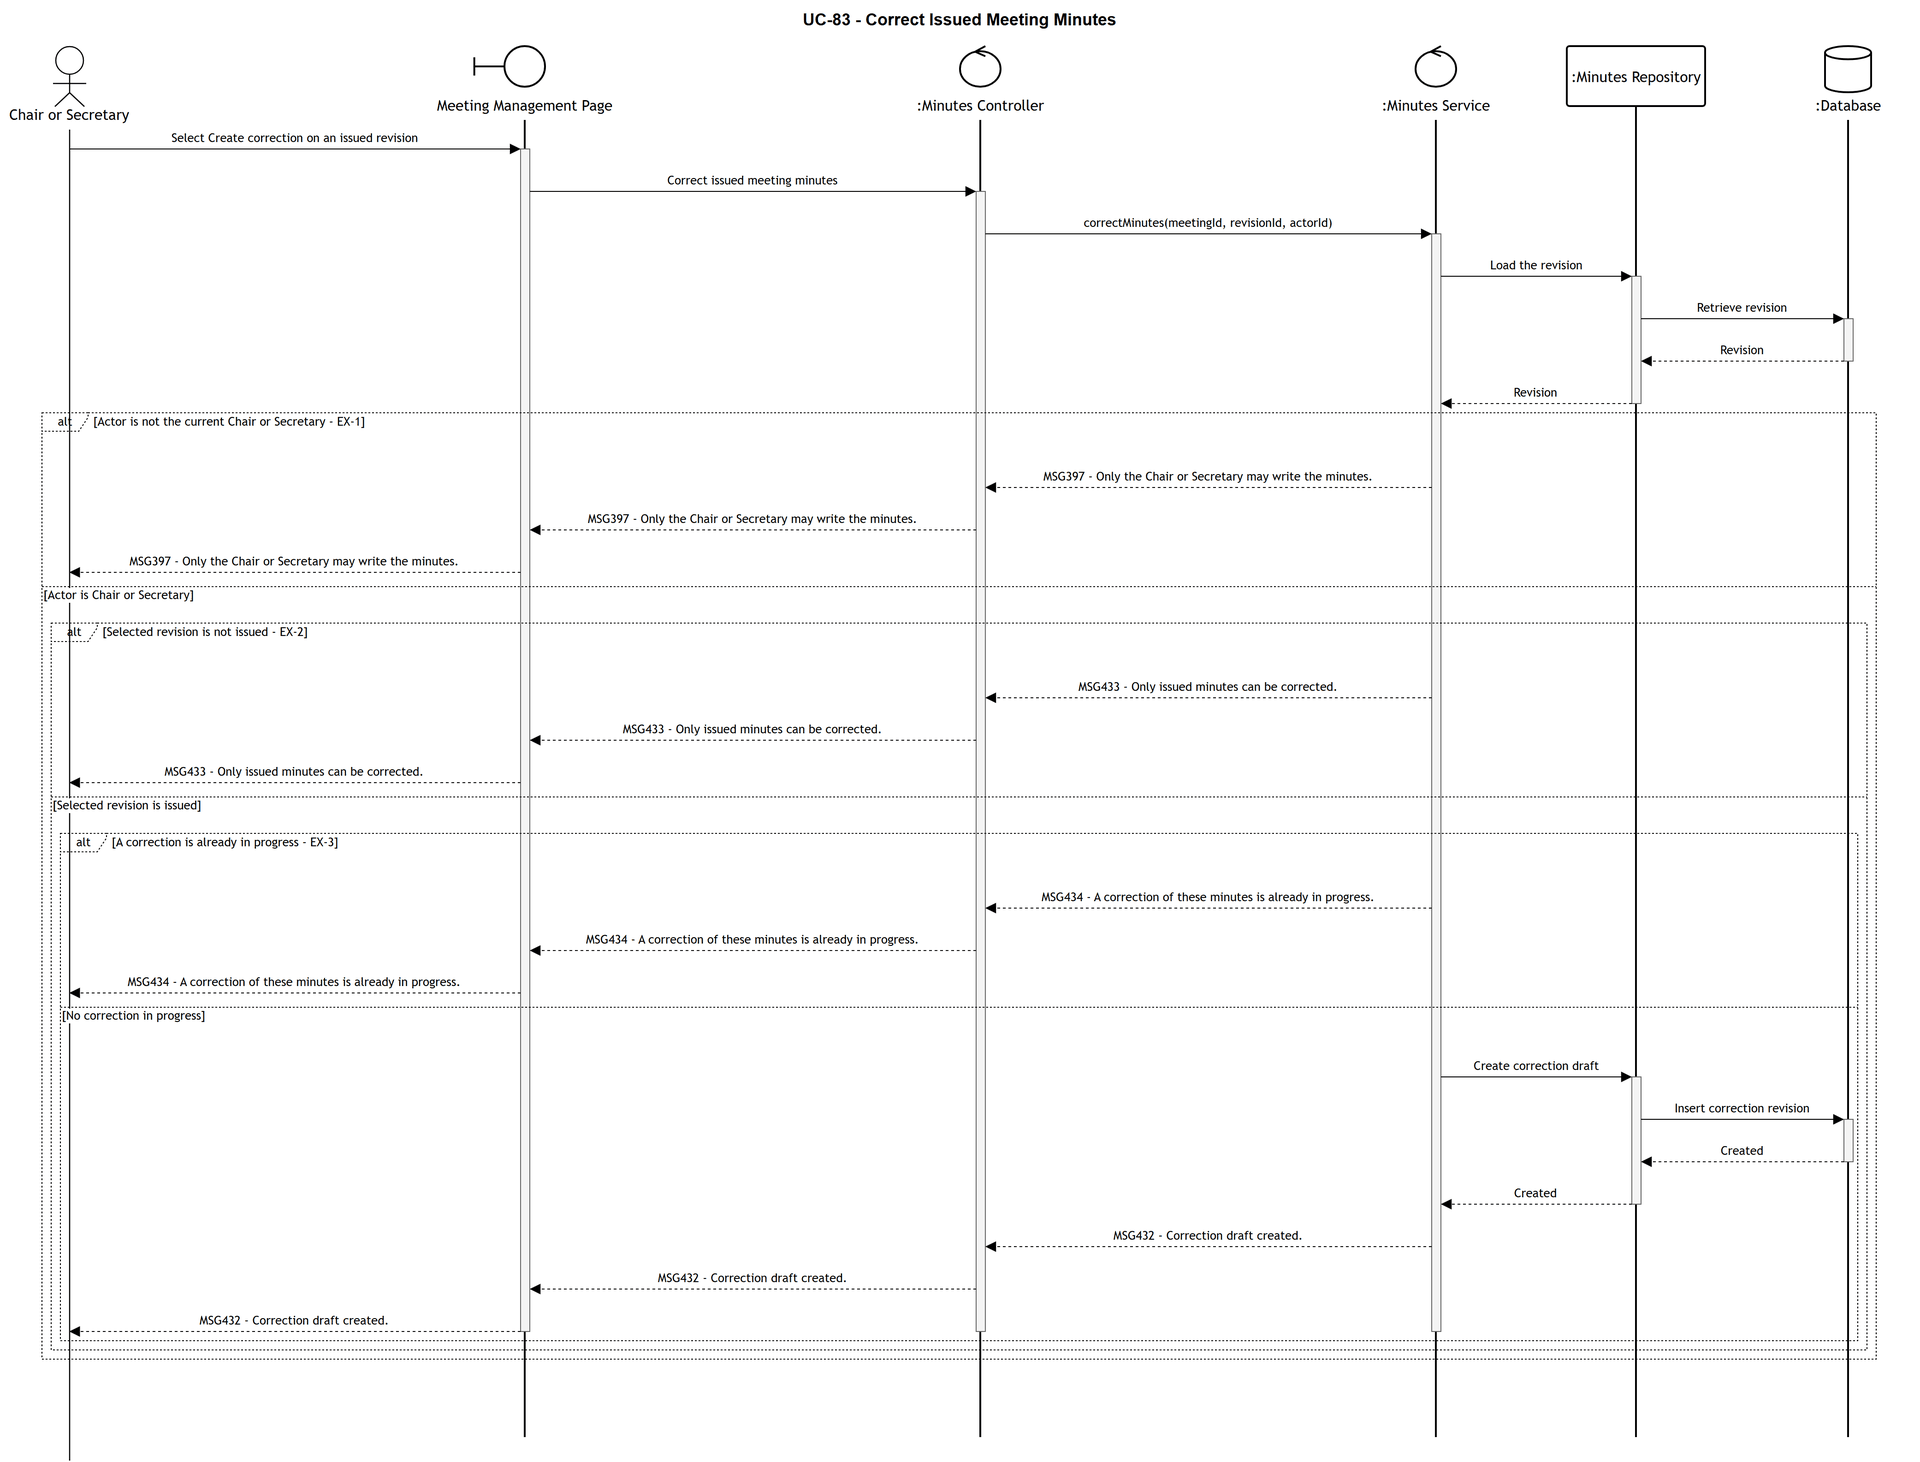 UC-83 - Correct Issued Meeting Minutes
Chair or Secretary
Meeting Management Page
:Minutes Controller
:Minutes Service
:Minutes Repository
:Database
Select Create correction on an issued revision
Correct issued meeting minutes
correctMinutes(meetingId, revisionId, actorId)
Load the revision
Retrieve revision
Revision
Revision
alt
[Actor is not the current Chair or Secretary - EX-1]
MSG397 - Only the Chair or Secretary may write the minutes.
MSG397 - Only the Chair or Secretary may write the minutes.
MSG397 - Only the Chair or Secretary may write the minutes.
[Actor is Chair or Secretary]
alt
[Selected revision is not issued - EX-2]
MSG433 - Only issued minutes can be corrected.
MSG433 - Only issued minutes can be corrected.
MSG433 - Only issued minutes can be corrected.
[Selected revision is issued]
alt
[A correction is already in progress - EX-3]
MSG434 - A correction of these minutes is already in progress.
MSG434 - A correction of these minutes is already in progress.
MSG434 - A correction of these minutes is already in progress.
[No correction in progress]
Create correction draft
Insert correction revision
Created
Created
MSG432 - Correction draft created.
MSG432 - Correction draft created.
MSG432 - Correction draft created.